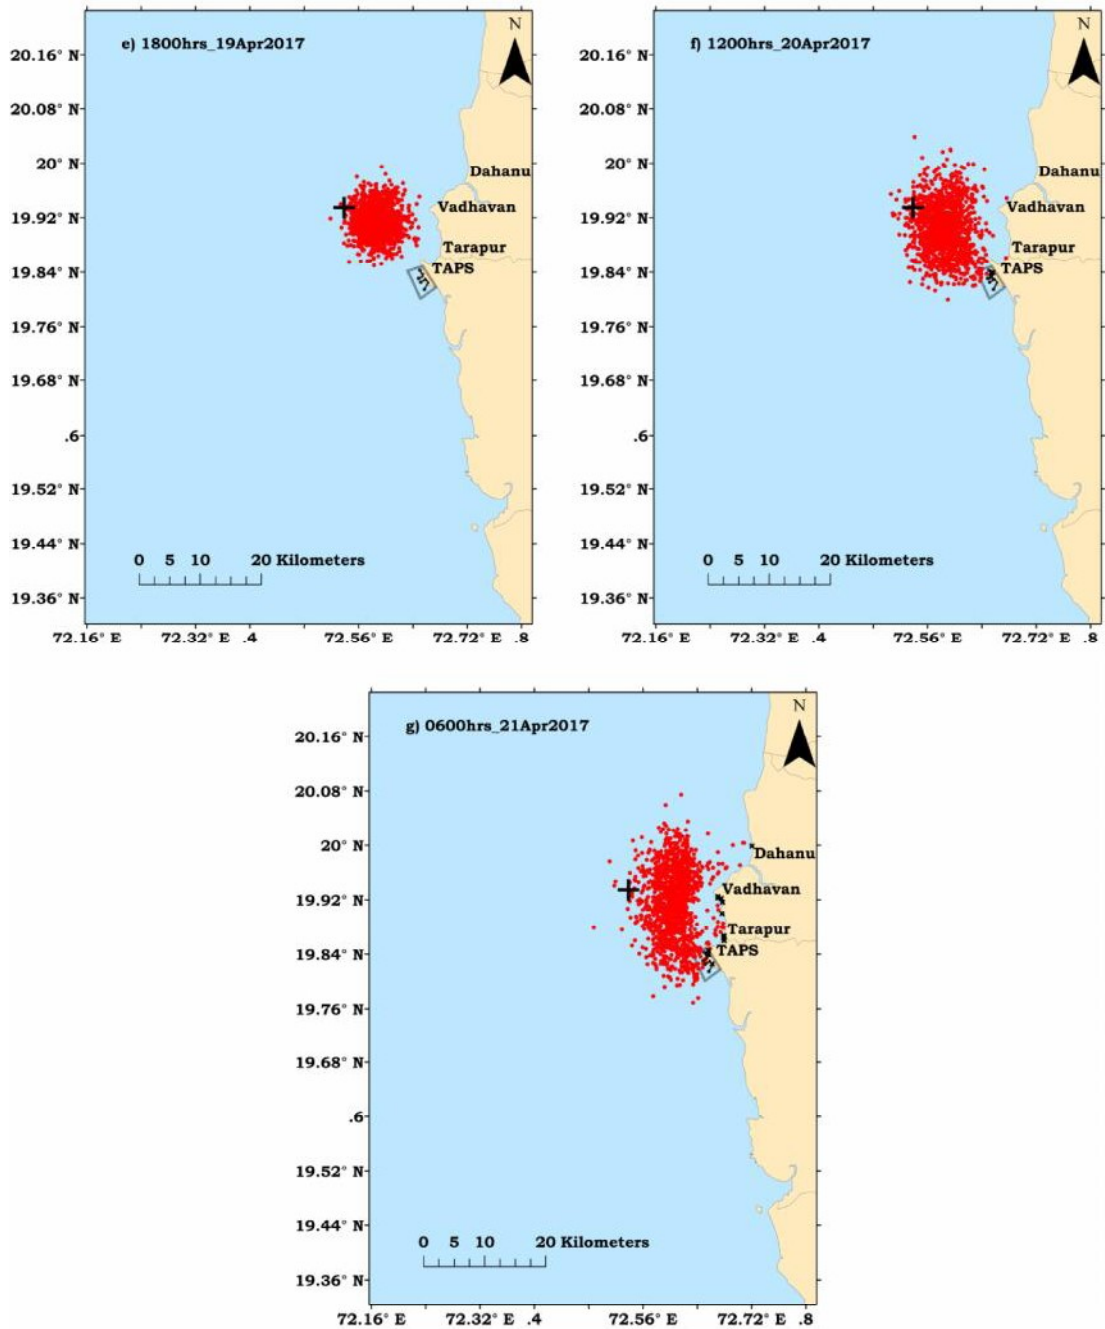 e) 1800hrs_19Apr2017
N
20.16° N
20.08° N
20° N
19.92° N
19.84° N
19.76° N
19.68° N
.6
19.52° N
19.44° N
19.36° N
Dahanu
Vadhavan
Tarapur
TAPS
0 5 10 20 Kilometers
72.16° E 72.32° E .4 72.56° E 72.72° E .8
f) 1200hrs_20Apr2017
N
20.16° N
20.08° N
20° N
19.92° N
19.84° N
19.76° N
19.68° N
.6
19.52° N
19.44° N
19.36° N
Dahanu
Vadhavan
Tarapur
TAPS
0 5 10 20 Kilometers
72.16° E 72.32° E .4 72.56° E 72.72° E .8
g) 0600hrs_21Apr2017
N
20.16° N
20.08° N
20° N
19.92° N
19.84° N
19.76° N
19.68° N
.6
19.52° N
19.44° N
19.36° N
Dahanu
Vadhavan
Tarapur
TAPS
0 5 10 20 Kilometers
72.16° E 72.32° E .4 72.56° E 72.72° E .8